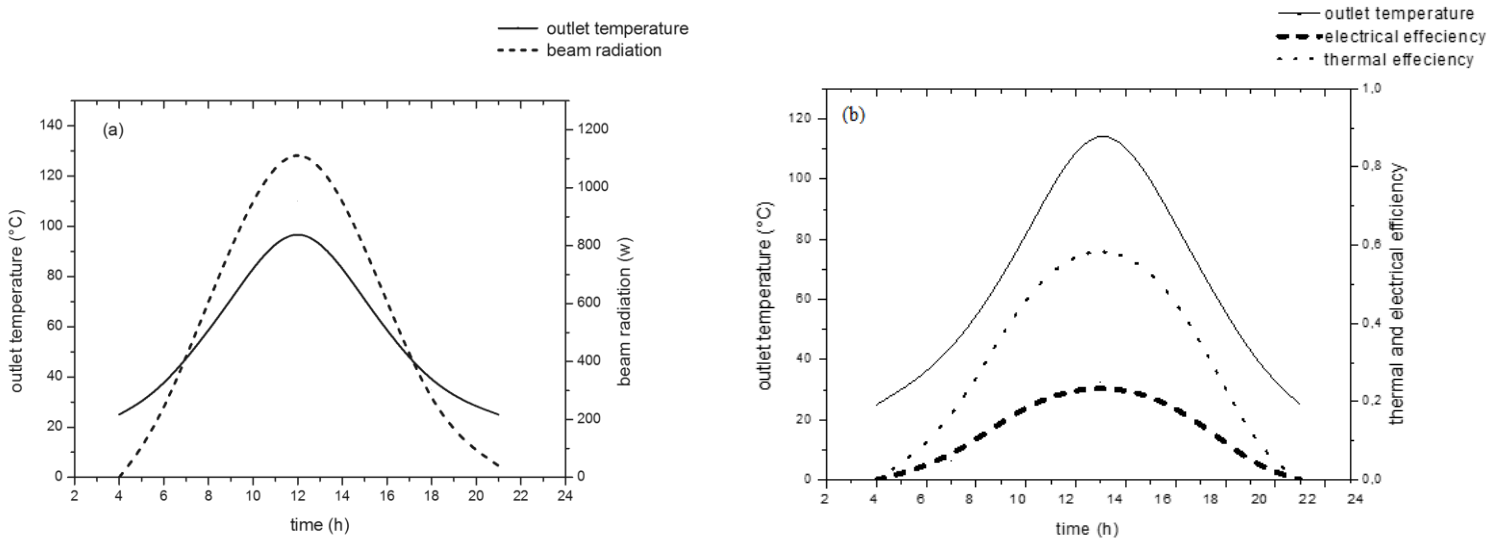 outlet temperature
beam radiation
(a)
outlet temperature (°C)
140
120
100
80
60
40
20
0
1200
1000
800
600
400
200
0
beam radiation (w)
2 4 6 8 10 12 14 16 18 20 22 24
time (h)
outlet temperature
electrical effeciency
thermal effeciency
(b)
outlet temperature (°C)
120
100
80
60
40
20
0
1,0
0,8
0,6
0,4
0,2
0,0
thermal and electrical eficiency
2 4 6 8 10 12 14 16 18 20 22 24
time (h)